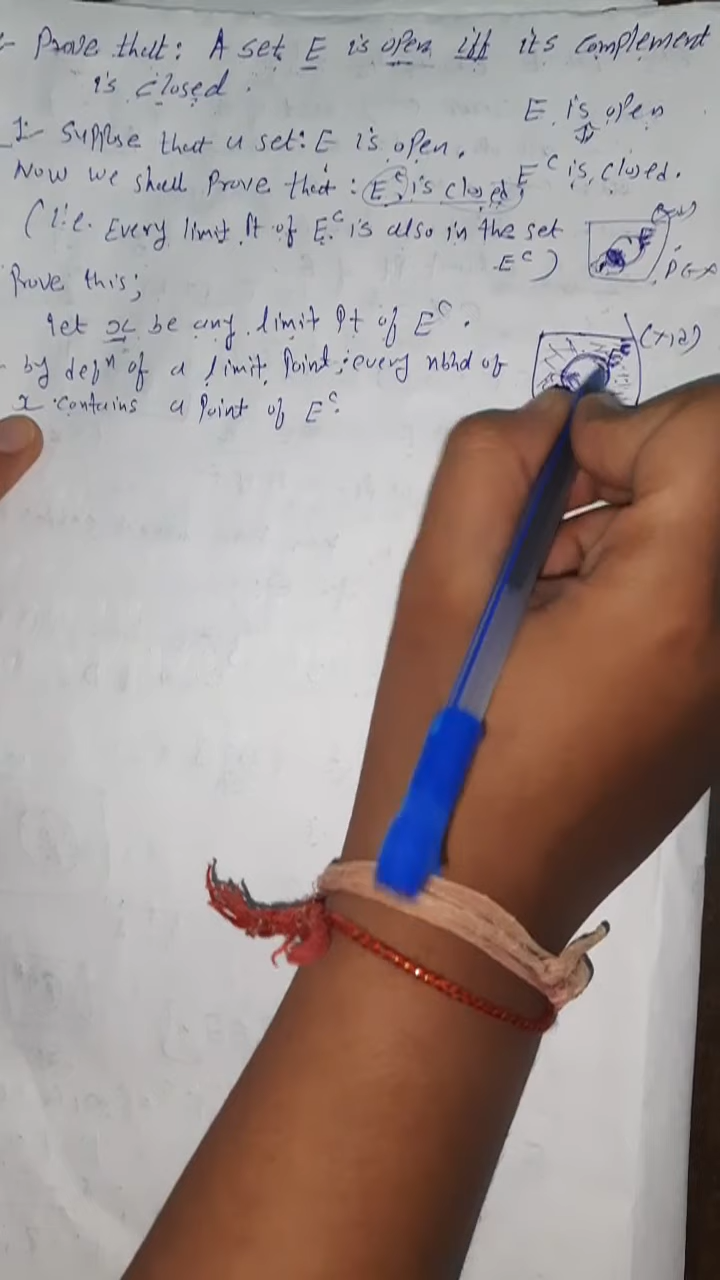 Prove that: A set E is open iff its complement
is closed.
E is open
⇕
E^c is closed.
I- Suppose that a set: E is open.
Now we shall Prove that: E^c is closed;
(i.e. Every limit Pt of E^c is also in the set
E^c)
Prove this;
let x be any limit Pt of E^c.
by defn of a limit Point; every nbhd of
x contains a Point of E^c.